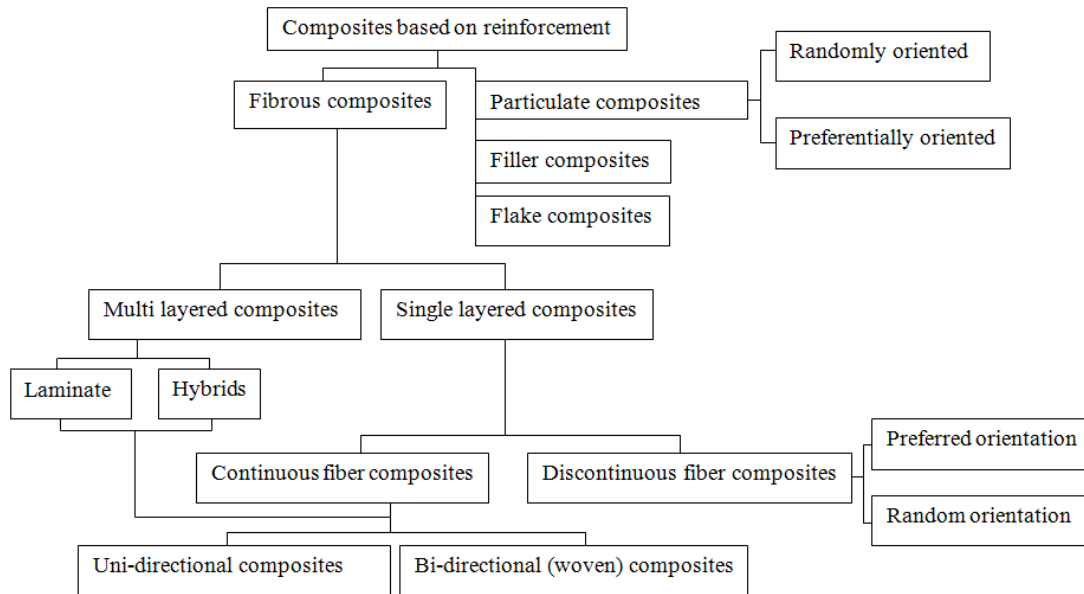 Composites based on reinforcement
Randomly oriented
Fibrous composites
Particulate composites
Preferentially oriented
Filler composites
Flake composites
Multi layered composites
Single layered composites
Laminate
Hybrids
Preferred orientation
Continuous fiber composites
Discontinuous fiber composites
Random orientation
Uni-directional composites
Bi-directional (woven) composites